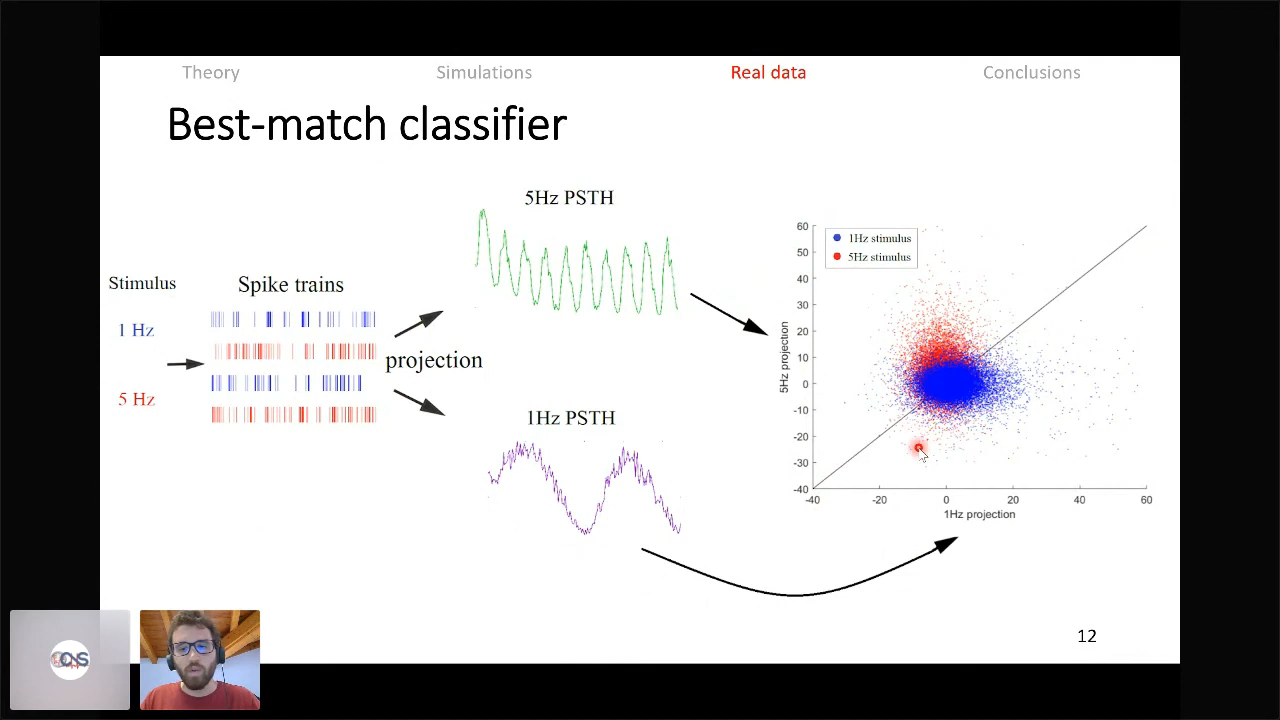 Theory Simulations Real data Conclusions
Best-match classifier
5Hz PSTH
Stimulus
Spike trains
1 Hz
5 Hz
projection
1Hz PSTH
1Hz stimulus
5Hz stimulus
60
50
40
30
20
10
0
-10
-20
-30
-40
5Hz projection
-40 -20 0 20 40 60
1Hz projection
12